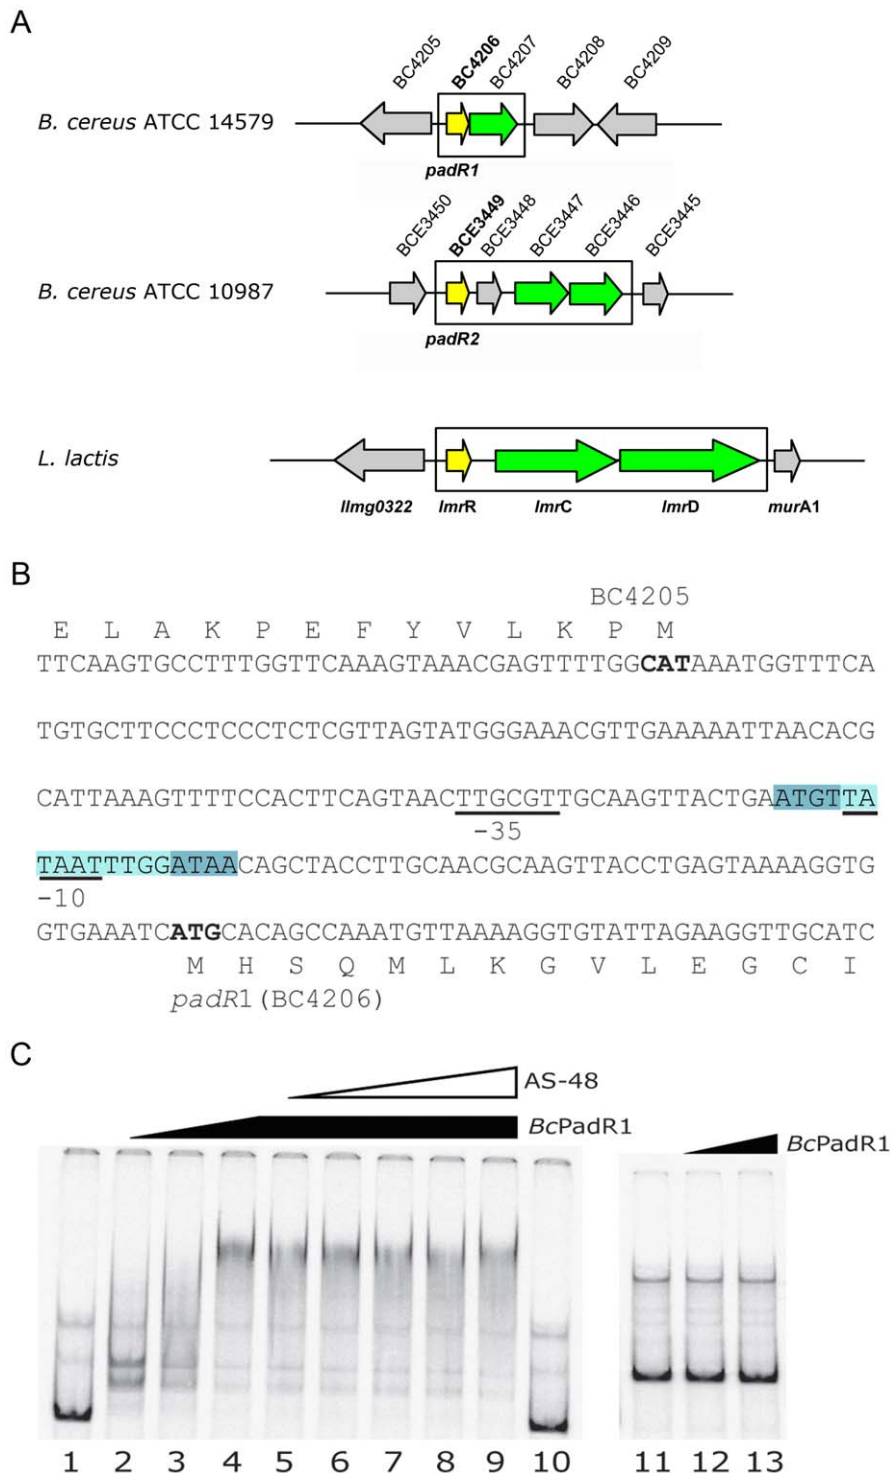 A
BC4205 BC4206 BC4207 BC4208 BC4209
B. cereus ATCC 14579
padR1
BCE3450 BCE3449 BCE3448 BCE3447 BCE3446 BCE3445
B. cereus ATCC 10987
padR2
L. lactis
llmg0322 lmrR lmrC lmrD murA1
B
BC4205
E L A K P E F Y V L K P M
TTCAAGTGCCTTTGGTTCAAAGTAAACGAGTTTTGGCATAAATGGTTTCA
TGTGCTTCCCTCCCTCTCGTTAGTATGGGAAACGTTGAAAAATTAACACG
CATTAAAGTTTTCCACTTCAGTAACTTGCGTTGCAAGTTACTGAATGTTTA
-35
TAATTTGGATAACAGCTACCTTGCAACGCAAGTTACCTGAGTAAAAGGTG
-10
GTGAAATCATGCACAGCCAAATGTTAAAAGGTGTATTAGAAGGTTGCATC
M H S Q M L K G V L E G C I
padR1(BC4206)
C
AS-48
BcPadR1
BcPadR1
1 2 3 4 5 6 7 8 9 10 11 12 13